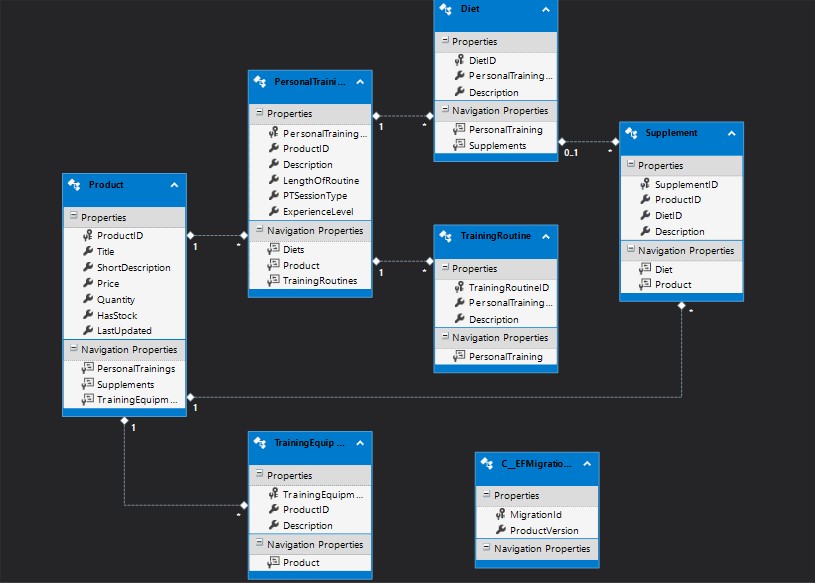 Diet
Properties
DietID
PersonalTraining...
Description
Navigation Properties
PersonalTraining
Supplements
PersonalTraini...
Properties
PersonalTraining...
ProductID
Description
LengthOfRoutine
PTSessionType
ExperienceLevel
Navigation Properties
Diets
Product
TrainingRoutines
1
*
1
*
0..1
*
Supplement
Properties
SupplementID
ProductID
DietID
Description
Navigation Properties
Diet
Product
*
Product
Properties
ProductID
Title
ShortDescription
Price
Quantity
HasStock
LastUpdated
Navigation Properties
PersonalTrainings
Supplements
TrainingEquipm...
1
*
1
1
*
TrainingRoutine
Properties
TrainingRoutineID
PersonalTraining...
Description
Navigation Properties
PersonalTraining
TrainingEquip...
Properties
TrainingEquipm...
ProductID
Description
Navigation Properties
Product
C__EFMigratio...
Properties
MigrationId
ProductVersion
Navigation Properties